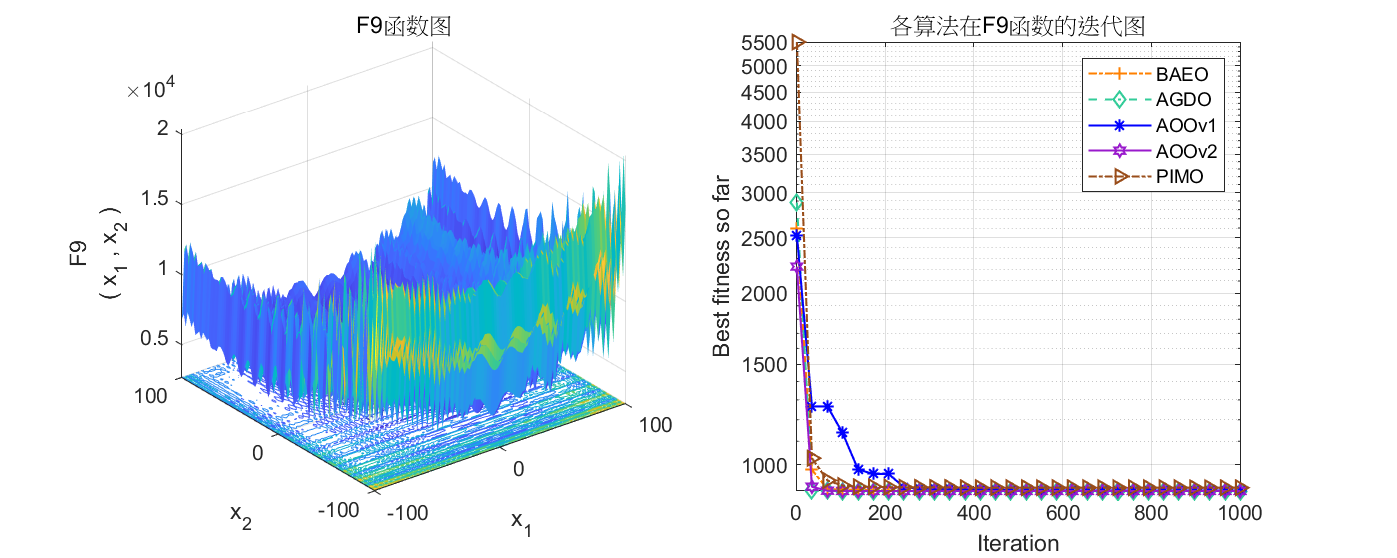 F9函数图
×10⁴
2
1.5
1
0.5
F9
( x₁ , x₂ )
100
0
-100
x₂
-100
0
100
x₁
各算法在F9函数的迭代图
5500
5000
4500
4000
3500
3000
2500
2000
1500
1000
Best fitness so far
0
200
400
600
800
1000
Iteration
BAEO
AGDO
AOOv1
AOOv2
PIMO